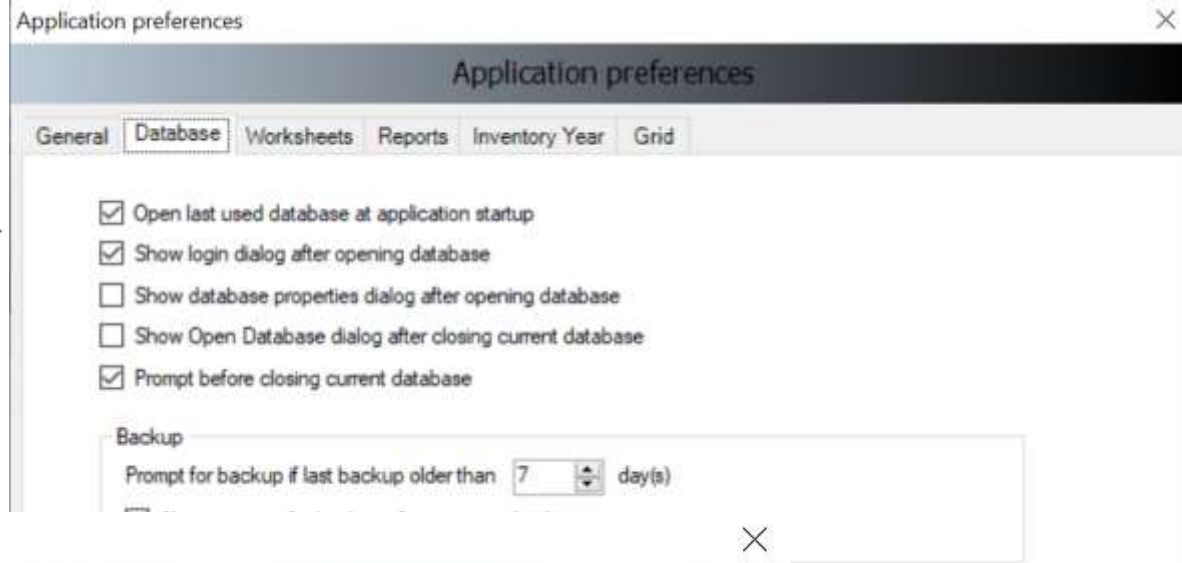 Application preferences
Application preferences
General Database Worksheets Reports Inventory Year Grid
Open last used database at application startup
Show login dialog after opening database
Show database properties dialog after opening database
Show Open Database dialog after closing current database
Prompt before closing current database
Backup
Prompt for backup if last backup older than 7 day(s)